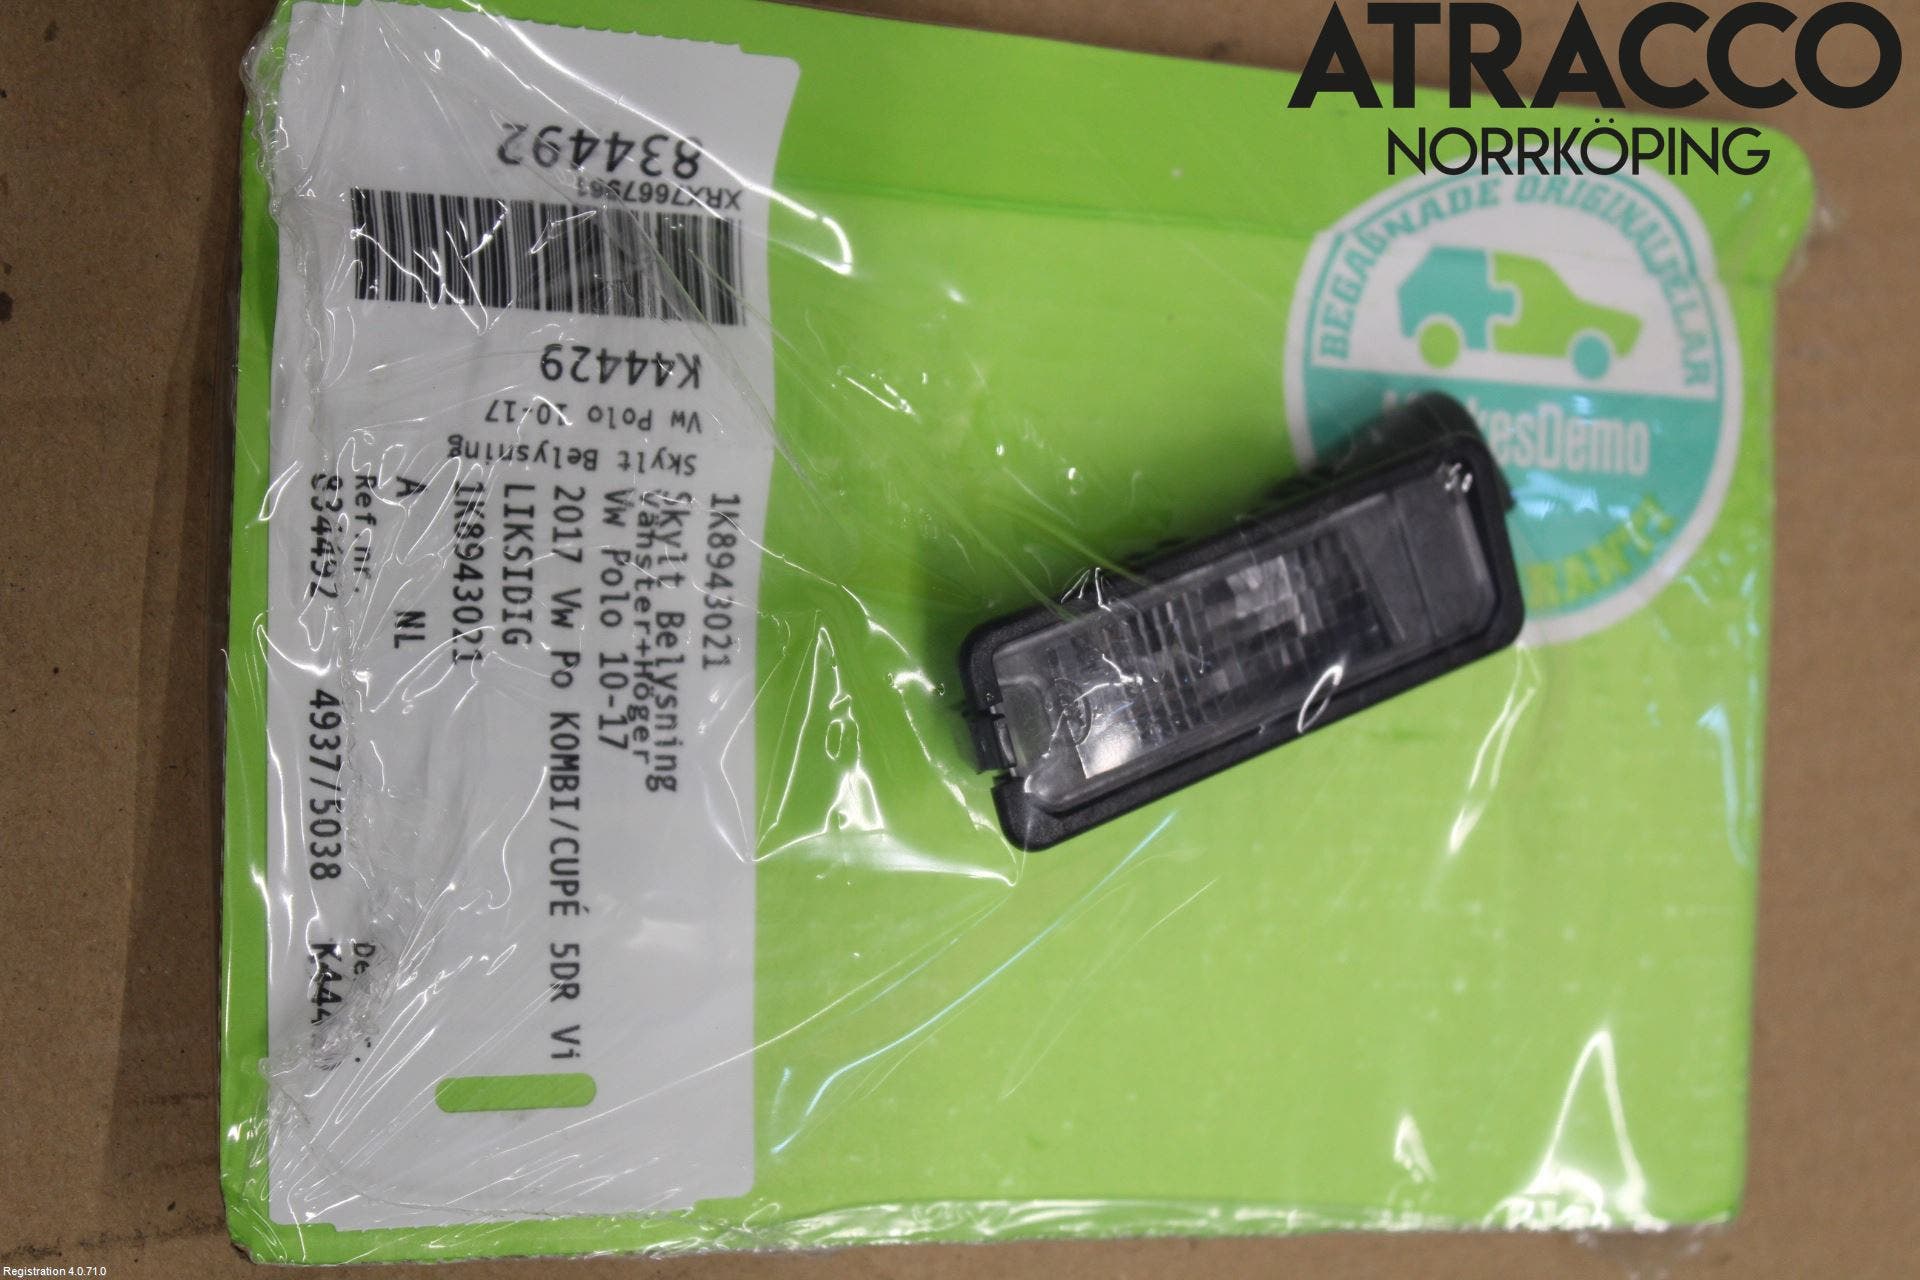 ATRACCO
NORRKÖPING
BEGAGNADE ORIGINALDELAR
834492
K44429
Vw Polo 10-17
Skylt Belysning
1K8943021
Skylt Belysning
Vänster+Höger
Vw Polo 10-17
2017 Vw Po KOMBI/CUPÉ 5DR Vi
LIKSIDIG
1K8943021
A NL
Ref.nr.
834492 4937/5038
Registration 4.0.71.0